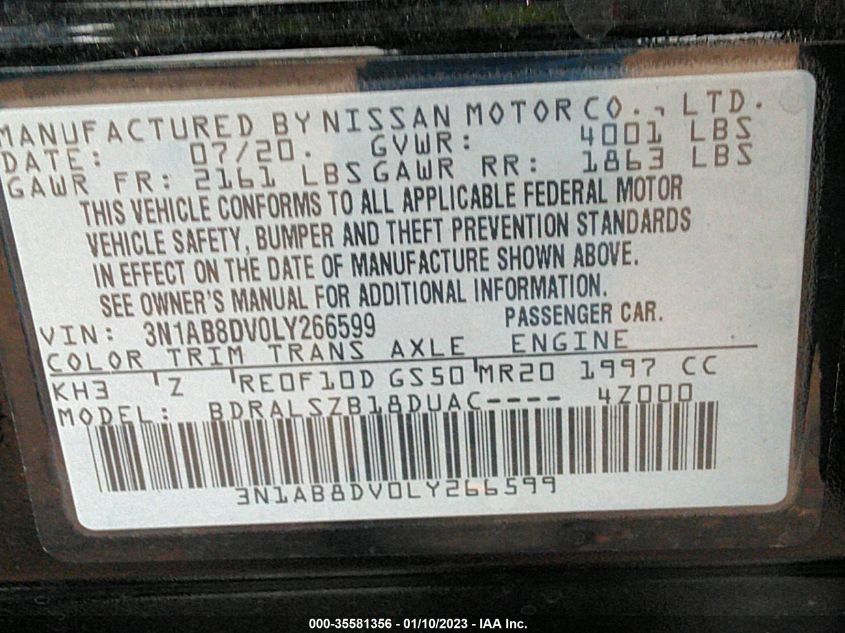 MANUFACTURED BY NISSAN MOTOR CO., LTD.
DATE: 07/20. GVWR: 4001 LBS
GAWR FR: 2161 LBS GAWR RR: 1863 LBS
THIS VEHICLE CONFORMS TO ALL APPLICABLE FEDERAL MOTOR
VEHICLE SAFETY, BUMPER AND THEFT PREVENTION STANDARDS
IN EFFECT ON THE DATE OF MANUFACTURE SHOWN ABOVE.
SEE OWNER'S MANUAL FOR ADDITIONAL INFORMATION.
VIN: 3N1AB8DV0LY266599 PASSENGER CAR.
COLOR TRIM TRANS AXLE ENGINE
KH3 Z RE0F10D GS50 MR20 1997 CC
MODEL: BDRALSZB18DUAC---- 4Z000
3N1AB8DV0LY266599
000-35581356 - 01/10/2023 - IAA Inc.